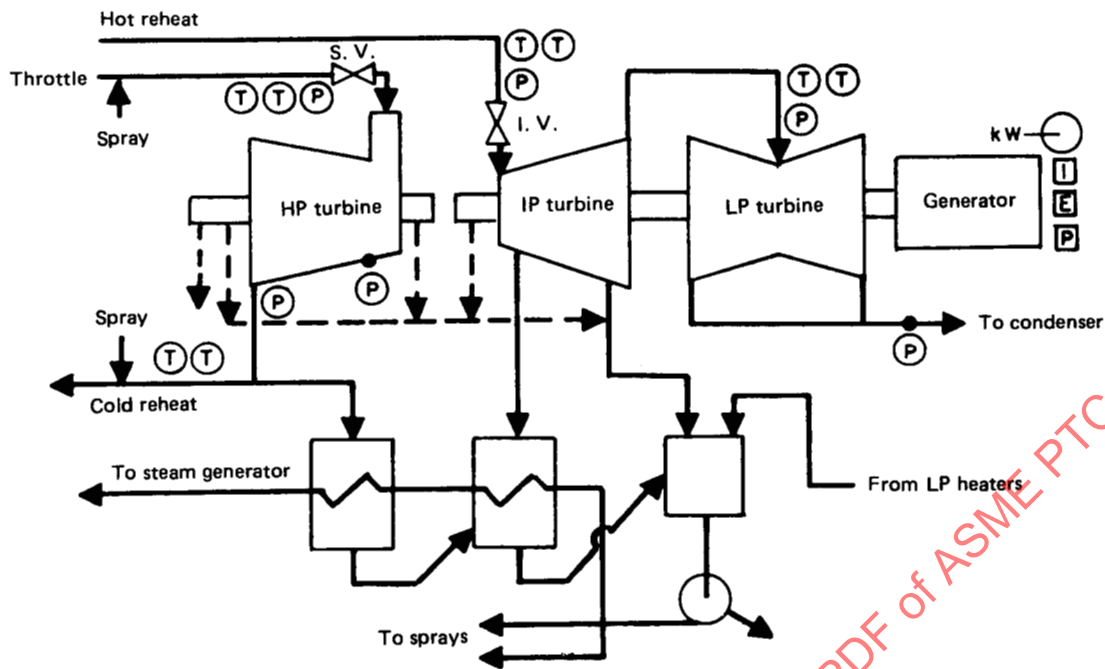 Hot reheat
S. V.
T T
Throttle
T T P
P
I. V.
T T
P
kW
Spray
HP turbine
IP turbine
LP turbine
Generator
I
E
P
P
P
Spray
T T
To condenser
P
Cold reheat
To steam generator
From LP heaters
To sprays
PDF of ASME PTC